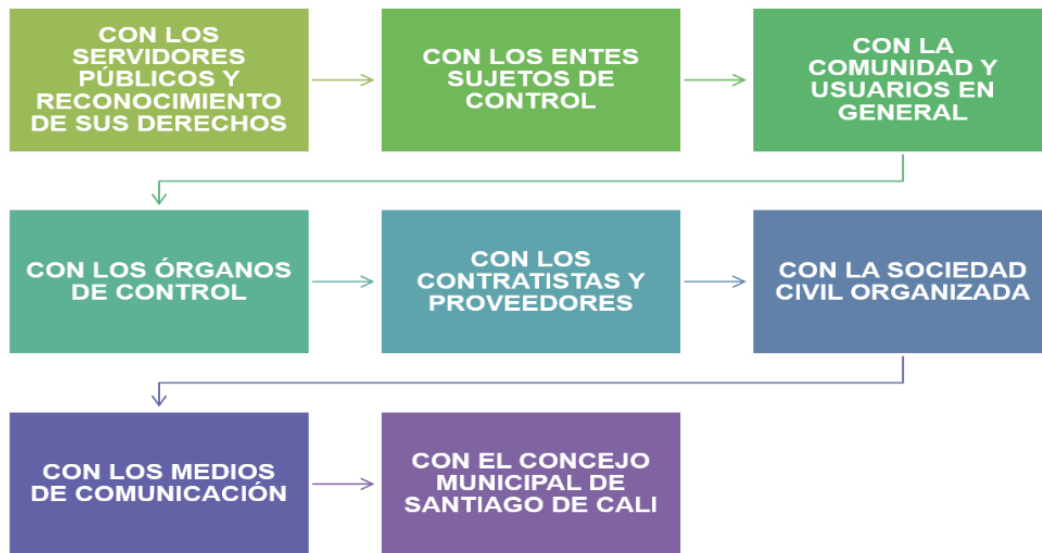 CON LOS
SERVIDORES
PÚBLICOS Y
RECONOCIMIENTO
DE SUS DERECHOS
CON LOS ENTES
SUJETOS DE
CONTROL
CON LA
COMUNIDAD Y
USUARIOS EN
GENERAL
CON LOS ÓRGANOS
DE CONTROL
CON LOS
CONTRATISTAS Y
PROVEEDORES
CON LA SOCIEDAD
CIVIL ORGANIZADA
CON LOS MEDIOS
DE COMUNICACIÓN
CON EL CONCEJO
MUNICIPAL DE
SANTIAGO DE CALI